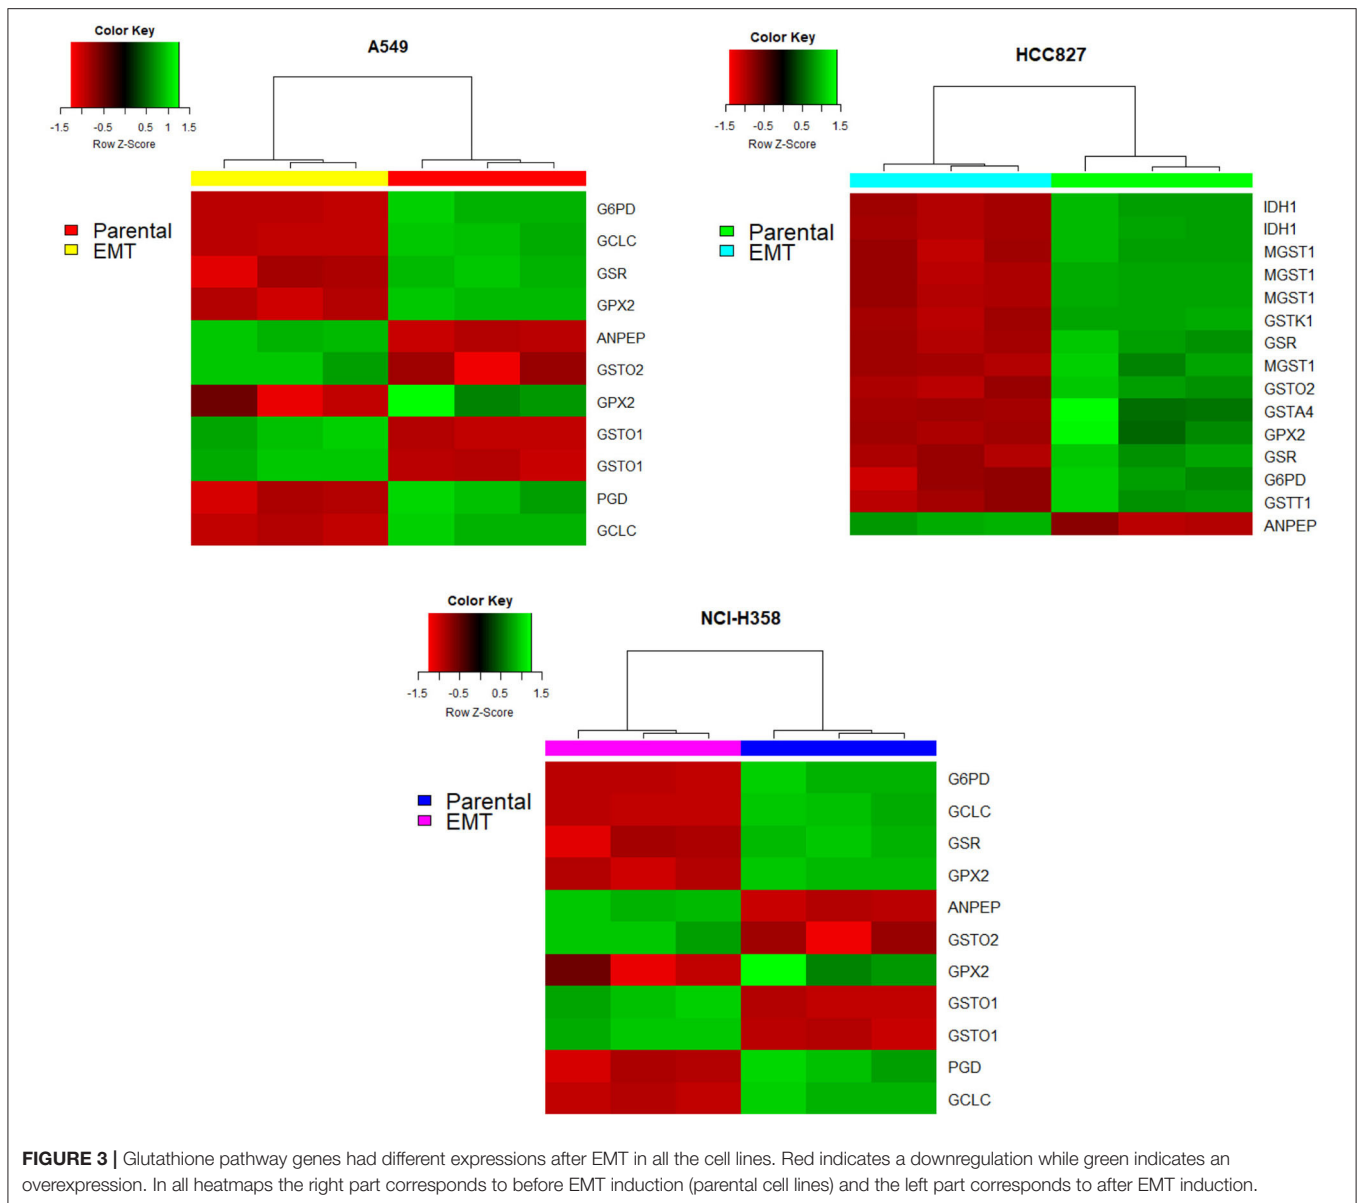 Color Key
A549
-1.5 -0.5 0.5 1 1.5
Row Z-Score
Parental
EMT
G6PD
GCLC
GSR
GPX2
ANPEP
GSTO2
GPX2
GSTO1
GSTO1
PGD
GCLC
Color Key
HCC827
-1.5 -0.5 0.5 1.5
Row Z-Score
Parental
EMT
IDH1
IDH1
MGST1
MGST1
MGST1
GSTK1
GSR
MGST1
GSTO2
GSTA4
GPX2
GSR
G6PD
GSTT1
ANPEP
Color Key
NCI-H358
-1.5 -0.5 0.5 1.5
Row Z-Score
Parental
EMT
G6PD
GCLC
GSR
GPX2
ANPEP
GSTO2
GPX2
GSTO1
GSTO1
PGD
GCLC
FIGURE 3 | Glutathione pathway genes had different expressions after EMT in all the cell lines. Red indicates a downregulation while green indicates an
overexpression. In all heatmaps the right part corresponds to before EMT induction (parental cell lines) and the left part corresponds to after EMT induction.